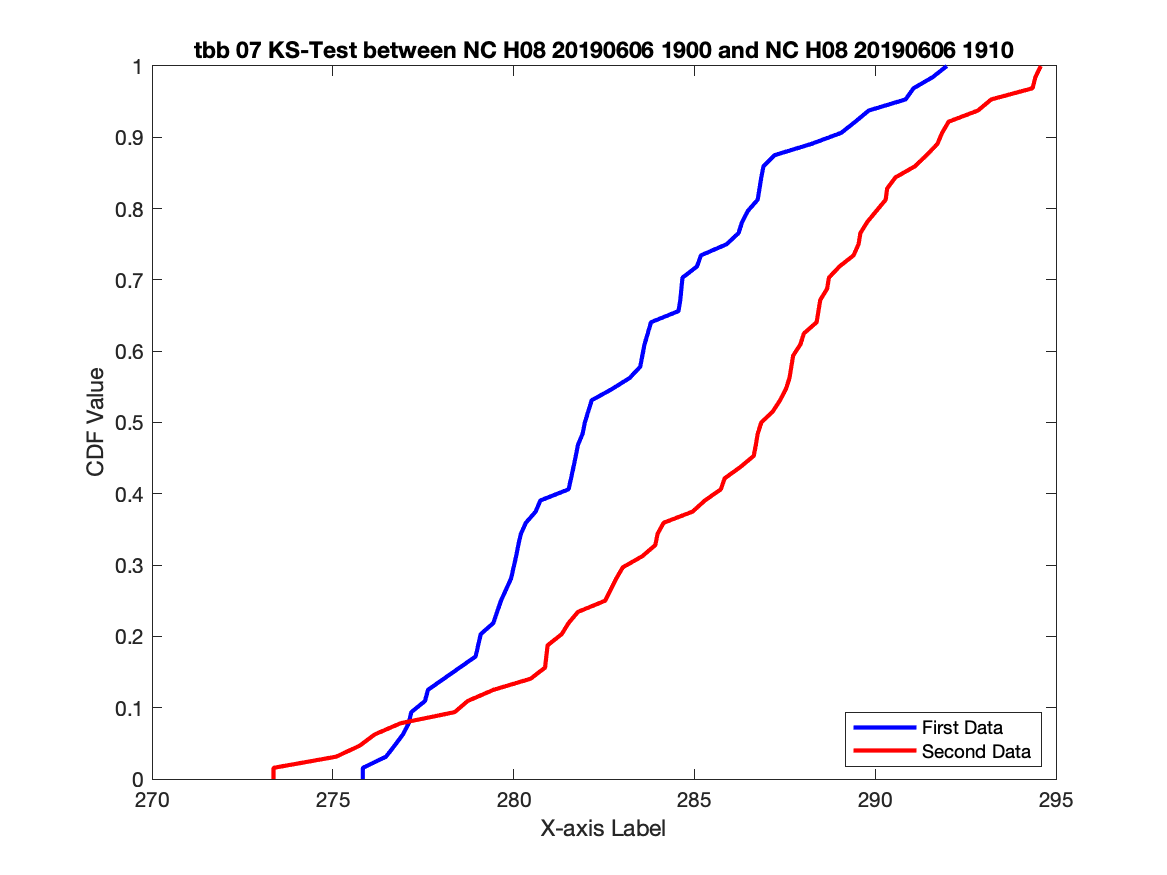 tbb 07 KS-Test between NC H08 20190606 1900 and NC H08 20190606 1910
1
0.9
0.8
0.7
0.6
0.5
0.4
0.3
0.2
0.1
0
CDF Value
First Data
Second Data
270 275 280 285 290 295
X-axis Label